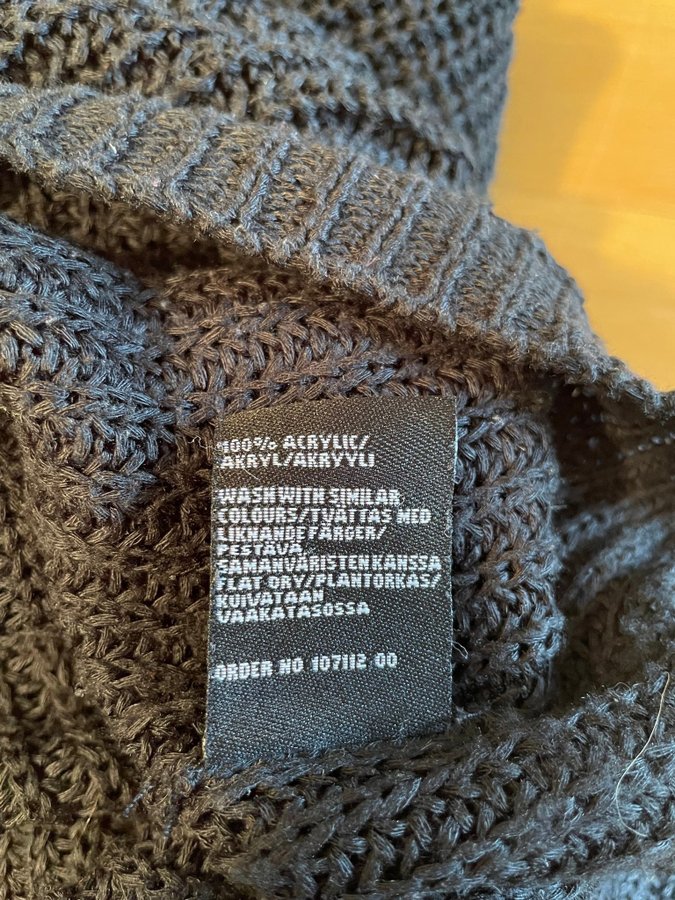 100% ACRYLIC/
AKRYL/AKRYYLI
WASH WITH SIMILAR
COLOURS/TVÄTTAS MED
LIKNANDE FÄRGER/
PESTÄVÄ
SAMANVÄRISTEN KANSSA
FLAT DRY/PLANTORKAS/
KUIVATAAN
VAAKATASOSSA
ORDER NO 107112 00